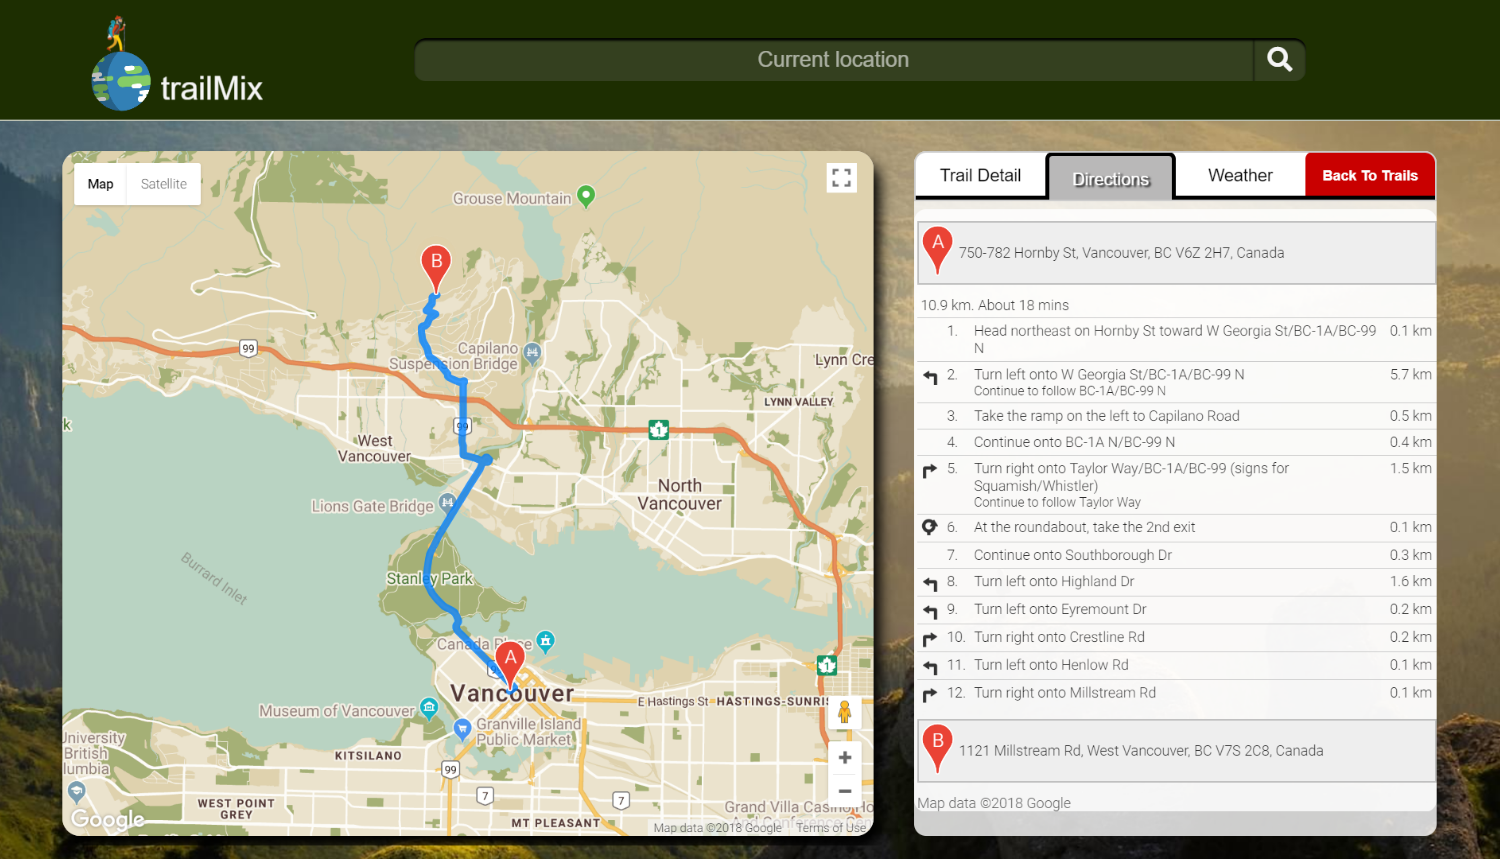 trailMix
Current location
Map
Satellite
Grouse Mountain
B
99
Capilano
Suspension Bridge
Lynn Cre
LYNN VALLEY
k
99
1
West
Vancouver
North
Vancouver
Lions Gate Bridge
Burrard Inlet
Stanley Park
Canada Place
A
1
Vancouver
E Hastings St
HASTINGS-SUNRIS
Museum of Vancouver
Granville Island
Public Market
University
British
lumbia
KITSILANO
99
7
7
WEST POINT
GREY
MT PLEASANT
Grand Villa Casino Ho
And Conference Cen
Google
Map data ©2018 Google
Terms of Use
Trail Detail
Directions
Weather
Back To Trails
A
750-782 Hornby St, Vancouver, BC V6Z 2H7, Canada
10.9 km. About 18 mins
1. Head northeast on Hornby St toward W Georgia St/BC-1A/BC-99 0.1 km
N
2. Turn left onto W Georgia St/BC-1A/BC-99 N 5.7 km
Continue to follow BC-1A/BC-99 N
3. Take the ramp on the left to Capilano Road 0.5 km
4. Continue onto BC-1A N/BC-99 N 0.4 km
5. Turn right onto Taylor Way/BC-1A/BC-99 (signs for 1.5 km
Squamish/Whistler)
Continue to follow Taylor Way
6. At the roundabout, take the 2nd exit 0.1 km
7. Continue onto Southborough Dr 0.3 km
8. Turn left onto Highland Dr 1.6 km
9. Turn left onto Eyremount Dr 0.2 km
10. Turn right onto Crestline Rd 0.2 km
11. Turn left onto Henlow Rd 0.1 km
12. Turn right onto Millstream Rd 0.1 km
B
1121 Millstream Rd, West Vancouver, BC V7S 2C8, Canada
Map data ©2018 Google